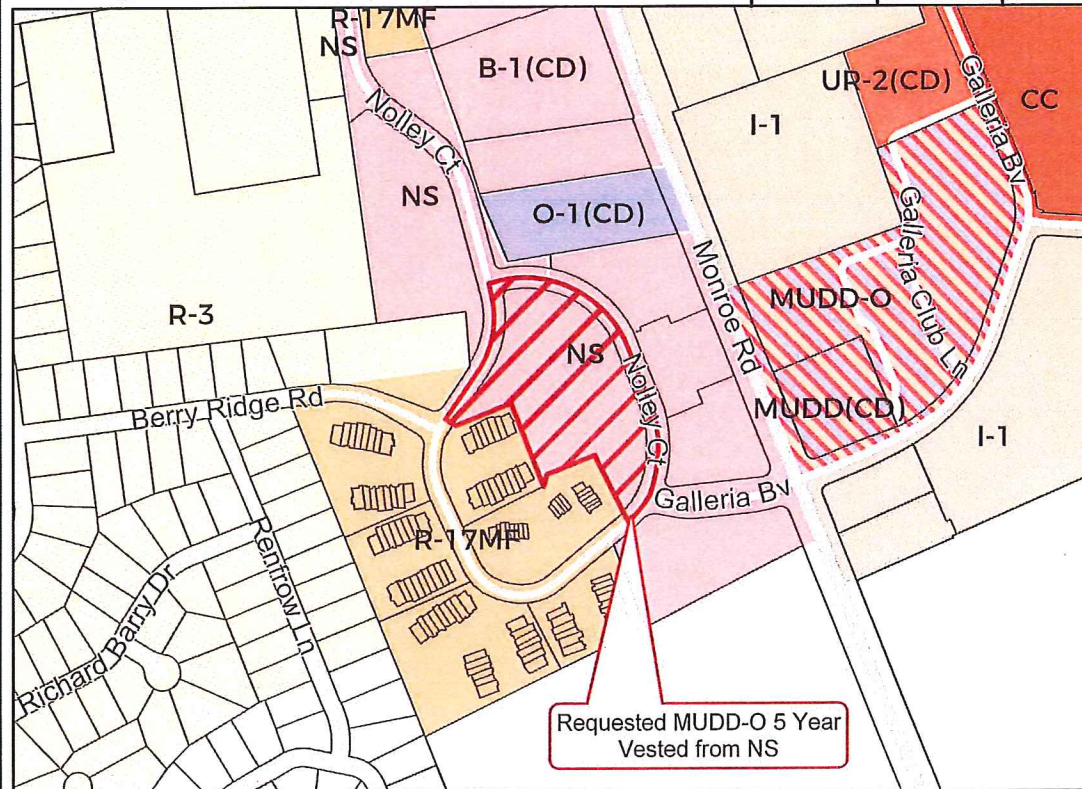 R-17MF
NS
B-1(CD)
UR-2(CD)
CC
Galleria Bv
Nolley Ct
I-1
NS
O-1(CD)
Galleria Club Ln
Monroe Rd
MUDD-O
R-3
NS
Nolley Ct
Berry Ridge Rd
MUDD(CD)
I-1
Galleria Bv
R-17MF
Renfrow Ln
Richard Barry Dr
Requested MUDD-O 5 Year
Vested from NS